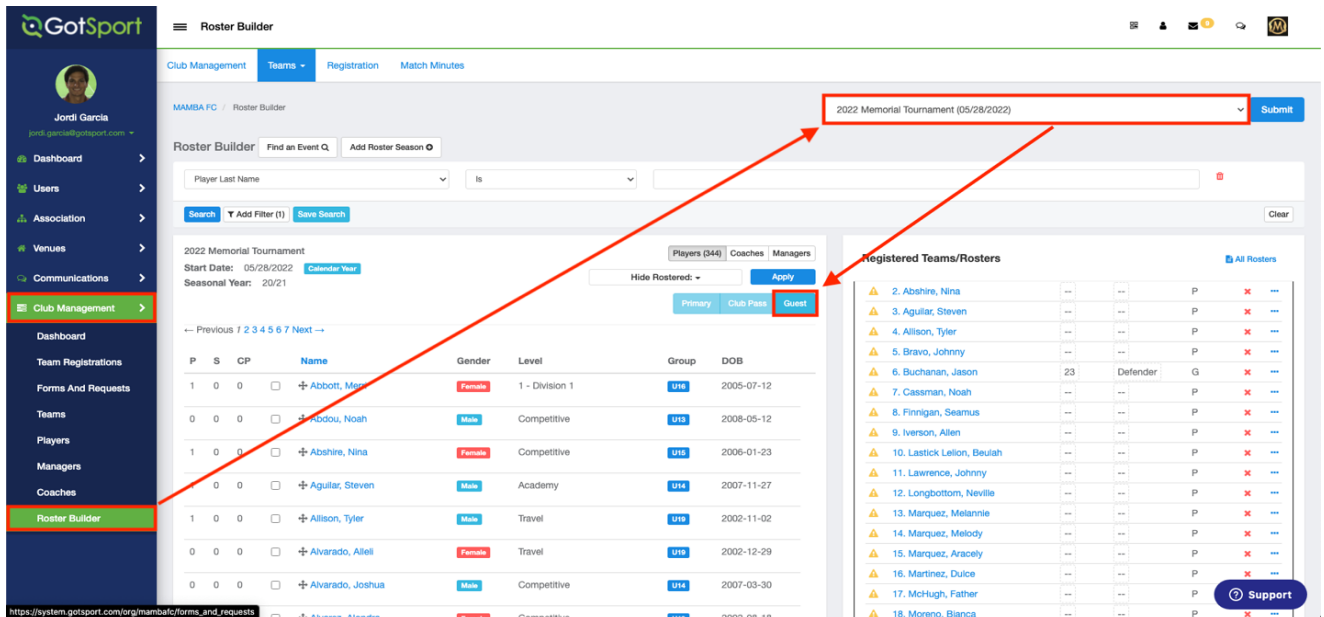 GotSport
Roster Builder
Jordi Garcia
jordi.garcia@gotsport.com
Dashboard
Users
Association
Venues
Communications
Club Management
Dashboard
Team Registrations
Forms And Requests
Teams
Players
Managers
Coaches
Roster Builder
https://system.gotsport.com/org/mambafc/forms_and_requests
Club Management Teams Registration Match Minutes
MAMBA FC / Roster Builder
2022 Memorial Tournament (05/28/2022) Submit
Roster Builder Find an Event Add Roster Season
Player Last Name Is
Search Add Filter (1) Save Search Clear
2022 Memorial Tournament
Start Date: 05/28/2022 Calendar Year
Seasonal Year: 20/21
Players (344) Coaches Managers
Hide Rostered: Apply
Primary Club Pass Guest
← Previous 1 2 3 4 5 6 7 Next →
P S CP Name Gender Level Group DOB
1 0 0 Abbott, Female 1 - Division 1 U16 2005-07-12
0 0 0 Abdou, Noah Male Competitive U13 2008-05-12
1 0 0 Abshire, Nina Female Competitive U15 2006-01-23
0 0 Aguilar, Steven Male Academy U14 2007-11-27
1 0 0 Allison, Tyler Male Travel U19 2002-11-02
0 0 0 Alvarado, Alleli Female Travel U19 2002-12-29
0 0 0 Alvarado, Joshua Male Competitive U14 2007-03-30
Registered Teams/Rosters All Rosters
2. Abshire, Nina -- -- P
3. Aguilar, Steven -- -- P
4. Allison, Tyler -- -- P
5. Bravo, Johnny -- -- P
6. Buchanan, Jason 23 Defender G
7. Cassman, Noah -- -- P
8. Finnigan, Seamus -- -- P
9. Iverson, Allen -- -- P
10. Lastick Lelion, Beulah -- -- P
11. Lawrence, Johnny -- -- P
12. Longbottom, Neville -- -- P
13. Marquez, Melannie -- -- P
14. Marquez, Melody -- -- P
15. Marquez, Aracely -- -- P
16. Martinez, Dulce -- -- P
17. McHugh, Father -- -- P
18. Moreno, Bianca -- -- P
Support